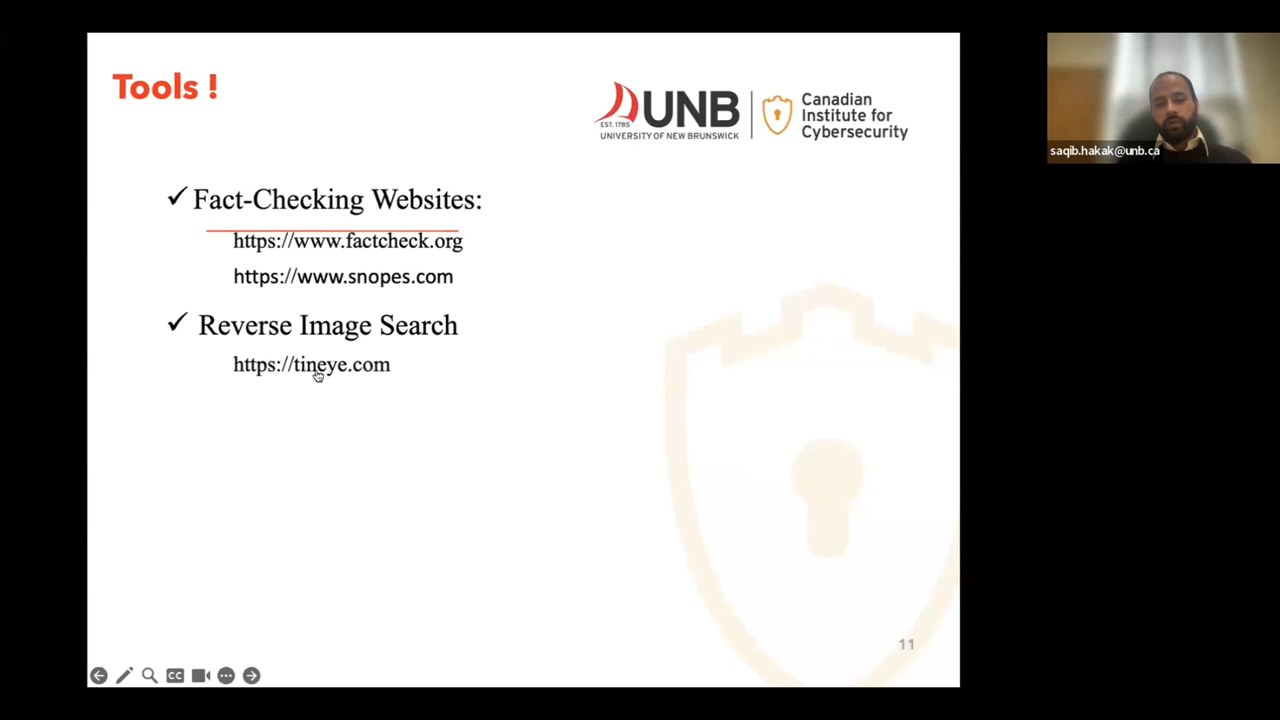 Tools !
EST. 1785
UNB
UNIVERSITY OF NEW BRUNSWICK
Canadian
Institute for
Cybersecurity
saqib.hakak@unb.ca
✓ Fact-Checking Websites:
https://www.factcheck.org
https://www.snopes.com
✓ Reverse Image Search
https://tineye.com
11
CC